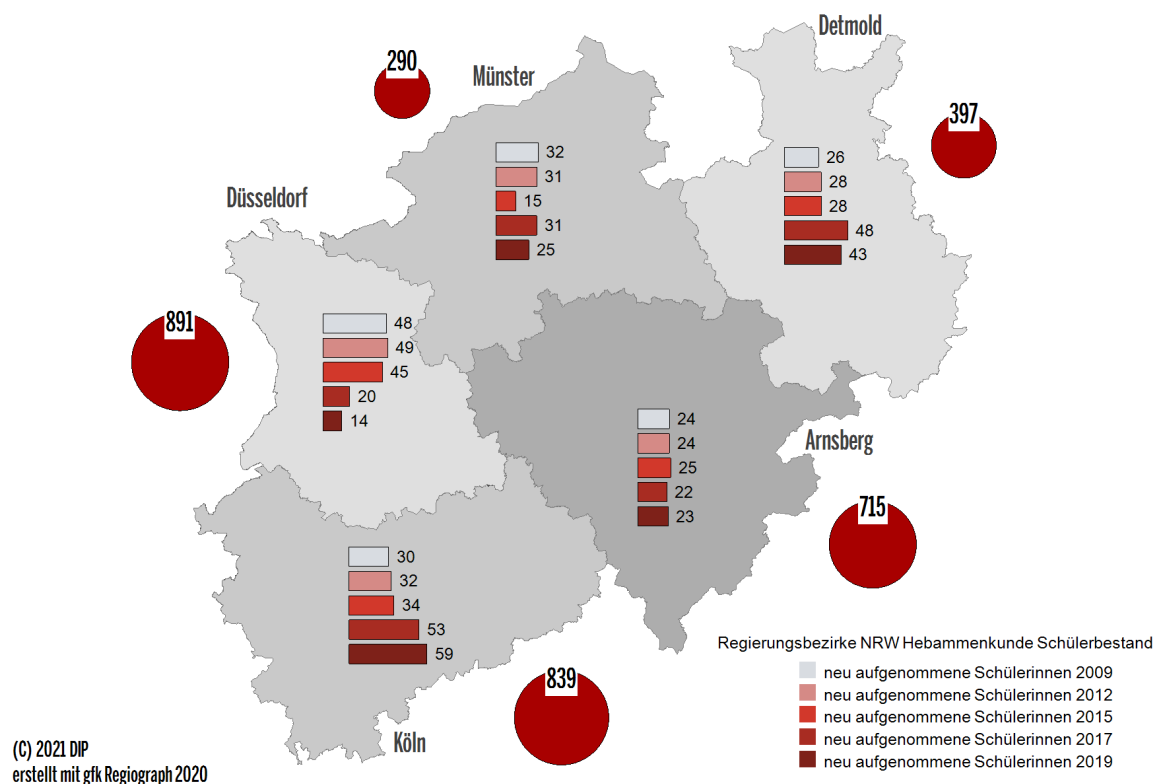 Detmold
290
Münster
397
32
31
15
31
25
26
28
28
48
43
Düsseldorf
891
48
49
45
20
14
24
24
25
22
23
Arnsberg
715
30
32
34
53
59
839
Köln
Regierungsbezirke NRW Hebammenkunde Schülerbestand
neu aufgenommene Schülerinnen 2009
neu aufgenommene Schülerinnen 2012
neu aufgenommene Schülerinnen 2015
neu aufgenommene Schülerinnen 2017
neu aufgenommene Schülerinnen 2019
(C) 2021 DIP
erstellt mit gfk Regiograph 2020